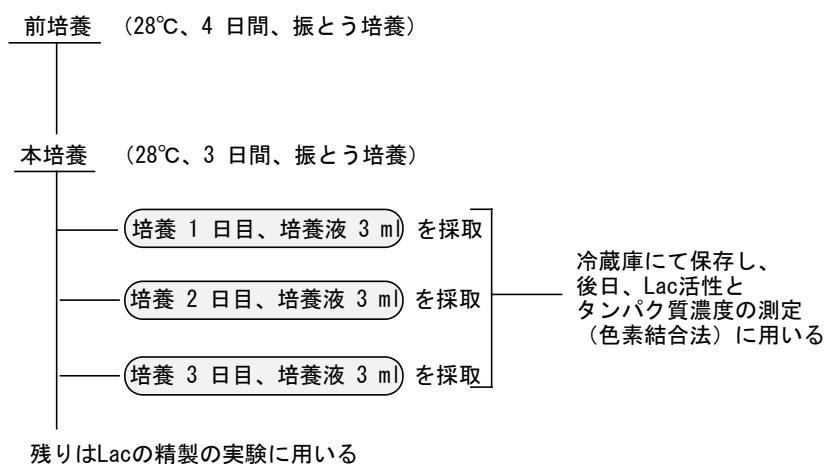 前培養 （28℃、4 日間、振とう培養）
本培養 （28℃、3 日間、振とう培養）
培養 1 日目、培養液 3 ml を採取
培養 2 日目、培養液 3 ml を採取
培養 3 日目、培養液 3 ml を採取
冷蔵庫にて保存し、
後日、Lac活性と
タンパク質濃度の測定
（色素結合法）に用いる
残りはLacの精製の実験に用いる